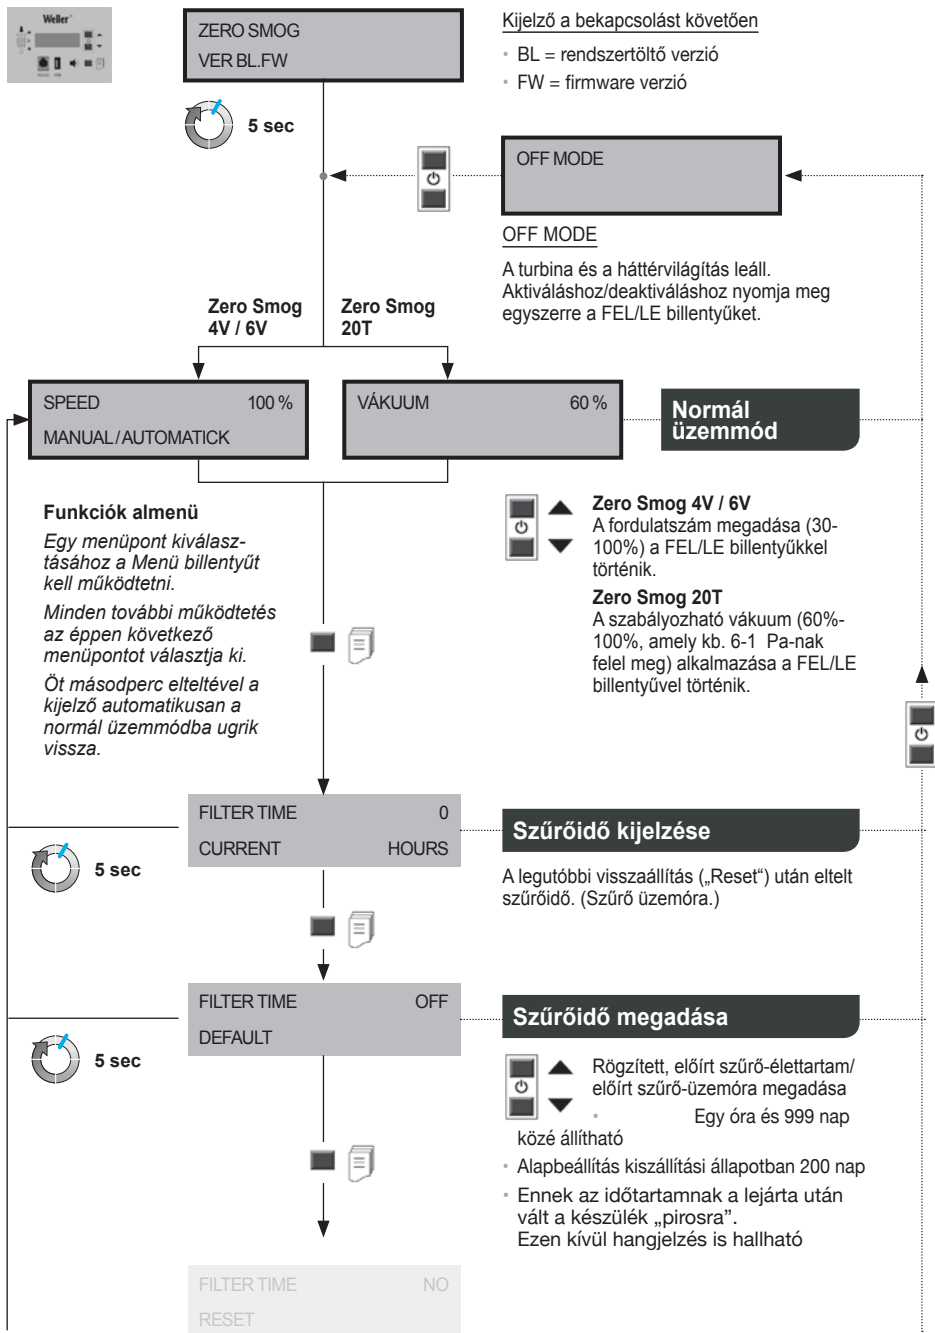 Weller
ZERO SMOG
VER BL.FW
Kijelző a bekapcsolást követően
• BL = rendszertöltő verzió
• FW = firmware verzió
5 sec
OFF MODE
OFF MODE
A turbina és a háttérvilágítás leáll.
Aktiváláshoz/deaktiváláshoz nyomja meg
egyszerre a FEL/LE billentyűket.
Zero Smog
4V / 6V
Zero Smog
20T
SPEED 100 %
MANUAL/AUTOMATICK
VÁKUUM 60 %
Normál
üzemmód
Funkciók almenü
Egy menüpont kiválasz-
tásához a Menü billentyűt
kell működtetni.
Minden további működtetés
az éppen következő
menüpontot választja ki.
Öt másodperc elteltével a
kijelző automatikusan a
normál üzemmódba ugrik
vissza.
Zero Smog 4V / 6V
A fordulatszám megadása (30-
100%) a FEL/LE billentyűkkel
történik.
Zero Smog 20T
A szabályozható vákuum (60%-
100%, amely kb. 6-1 Pa-nak
felel meg) alkalmazása a FEL/LE
billentyűvel történik.
FILTER TIME 0
CURRENT HOURS
5 sec
Szűrőidő kijelzése
A legutóbbi visszaállítás („Reset“) után eltelt
szűrőidő. (Szűrő üzemóra.)
FILTER TIME OFF
DEFAULT
5 sec
Szűrőidő megadása
Rögzített, előírt szűrő-élettartam/
előírt szűrő-üzemóra megadása
• Egy óra és 999 nap
közé állítható
• Alapbeállítás kiszállítási állapotban 200 nap
• Ennek az időtartamnak a lejárta után
vált a készülék „pirosra”.
Ezen kívül hangjelzés is hallható
FILTER TIME NO
RESET